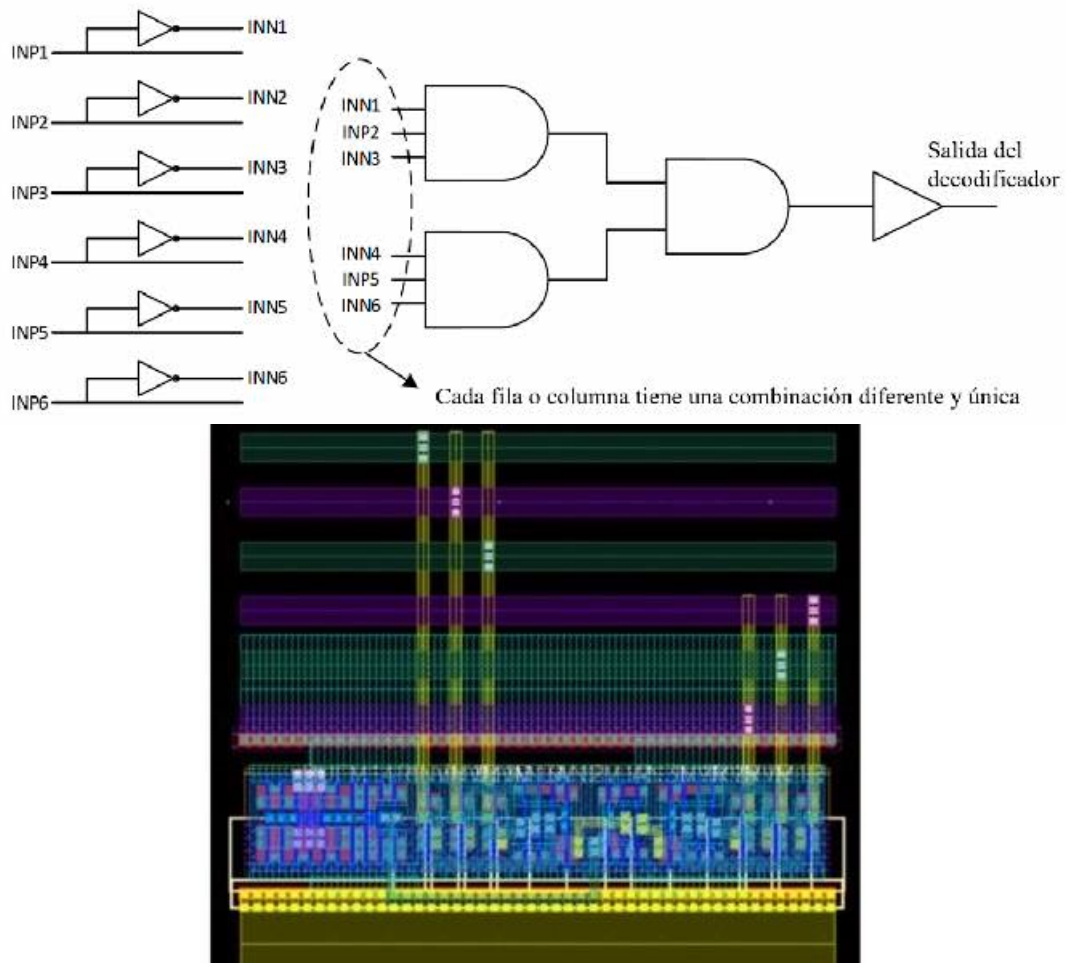 INN1
INP1
INN2
INP2
INN3
INP3
INN4
INP4
INN5
INP5
INN6
INP6
INN1
INP2
INN3
INN4
INP5
INN6
Salida del
decodificador
Cada fila o columna tiene una combinación diferente y única